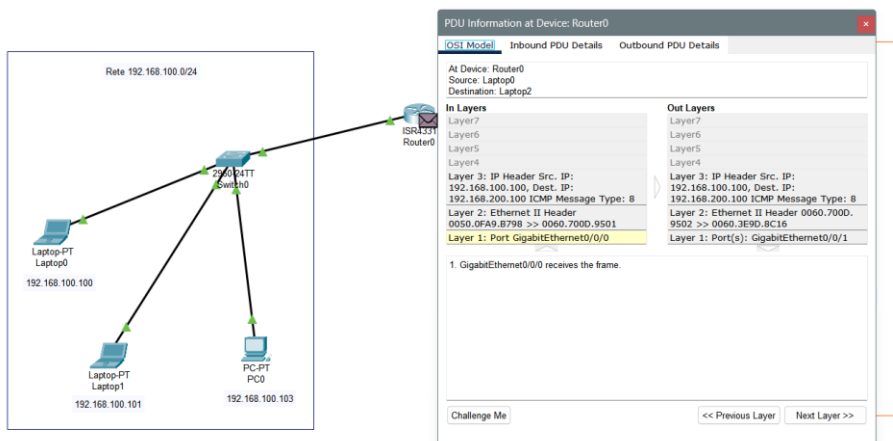 Rete 192.168.100.0/24
ISR4331
Router0
2960-24TT
Switch0
Laptop-PT
Laptop0
192.168.100.100
Laptop-PT
Laptop1
192.168.100.101
PC-PT
PC0
192.168.100.103
PDU Information at Device: Router0
OSI Model Inbound PDU Details Outbound PDU Details
At Device: Router0
Source: Laptop0
Destination: Laptop2
In Layers
Layer7
Layer6
Layer5
Layer4
Layer 3: IP Header Src. IP:
192.168.100.100, Dest. IP:
192.168.200.100 ICMP Message Type: 8
Layer 2: Ethernet II Header
0050.0FA9.B798 >> 0060.700D.9501
Layer 1: Port GigabitEthernet0/0/0
Out Layers
Layer7
Layer6
Layer5
Layer4
Layer 3: IP Header Src. IP:
192.168.100.100, Dest. IP:
192.168.200.100 ICMP Message Type: 8
Layer 2: Ethernet II Header 0060.700D.
9502 >> 0060.3E9D.8C16
Layer 1: Port(s): GigabitEthernet0/0/1
1. GigabitEthernet0/0/0 receives the frame.
Challenge Me
<< Previous Layer
Next Layer >>